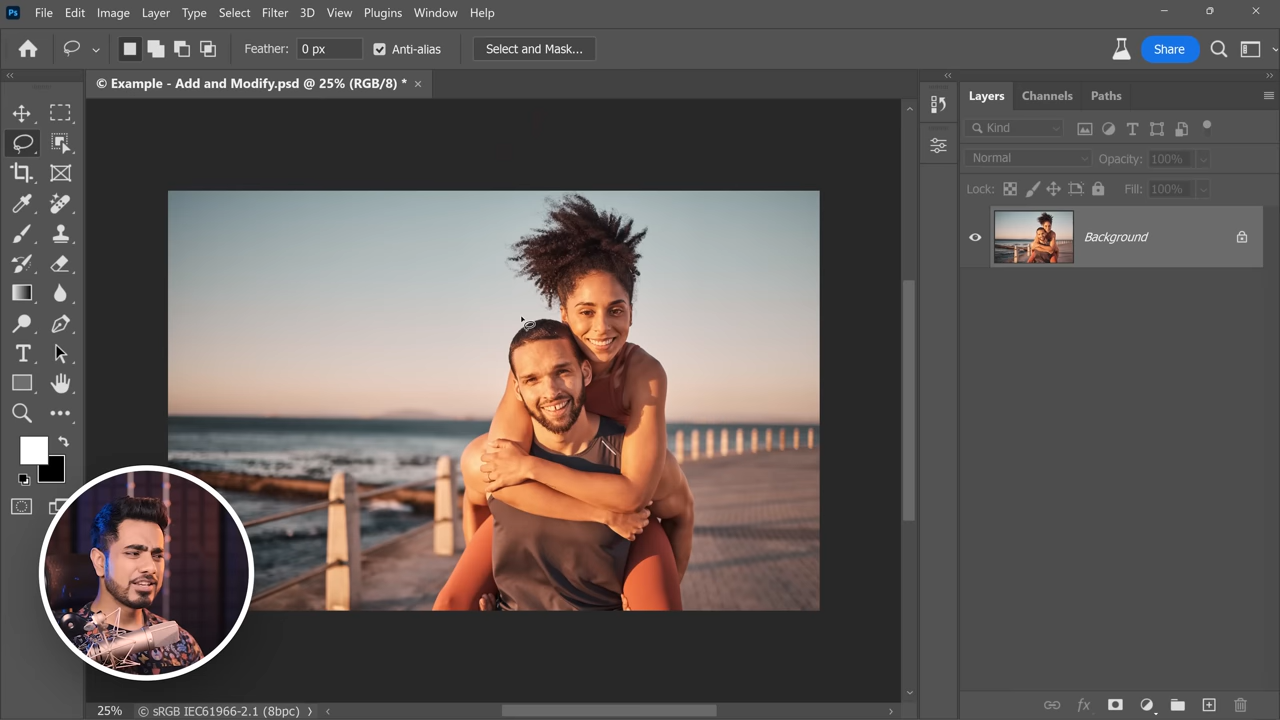 Ps File Edit Image Layer Type Select Filter 3D View Plugins Window Help
Feather: 0 px Anti-alias Select and Mask... Share
© Example - Add and Modify.psd @ 25% (RGB/8) * ×
Layers Channels Paths
Kind
Normal Opacity: 100%
Lock: Fill: 100%
Background
25% © sRGB IEC61966-2.1 (8bpc)